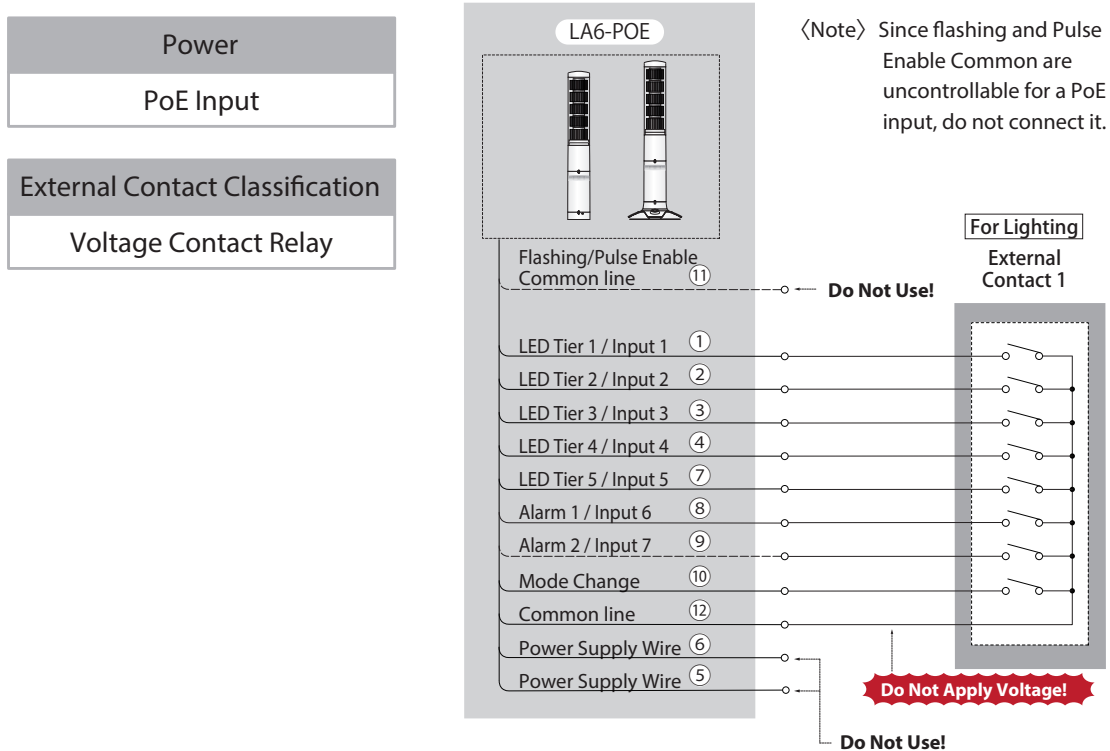 Power
PoE Input
External Contact Classification
Voltage Contact Relay
LA6-POE
〈Note〉 Since flashing and Pulse
Enable Common are
uncontrollable for a PoE
input, do not connect it.
For Lighting
External
Contact 1
Flashing/Pulse Enable
Common line ⑪
Do Not Use!
LED Tier 1 / Input 1 ①
LED Tier 2 / Input 2 ②
LED Tier 3 / Input 3 ③
LED Tier 4 / Input 4 ④
LED Tier 5 / Input 5 ⑦
Alarm 1 / Input 6 ⑧
Alarm 2 / Input 7 ⑨
Mode Change ⑩
Common line ⑫
Power Supply Wire ⑥
Power Supply Wire ⑤
Do Not Apply Voltage!
Do Not Use!